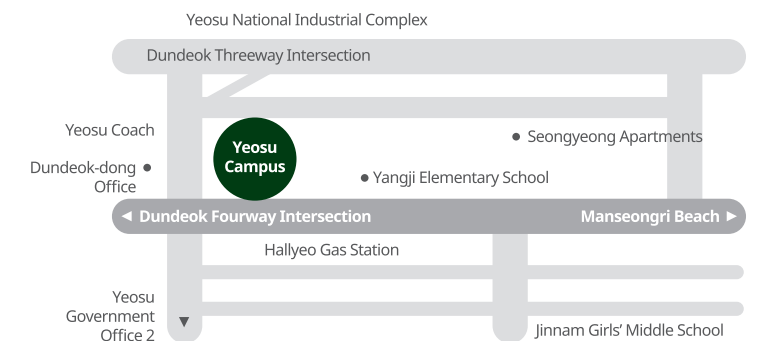 Yeosu National Industrial Complex
Dundeok Threeway Intersection
Yeosu Coach
Seongyeong Apartments
Yeosu
Campus
Dundeok-dong
Office
Yangji Elementary School
Dundeok Fourway Intersection
Manseongri Beach
Hallyeo Gas Station
Yeosu
Government
Office 2
Jinnam Girls’ Middle School